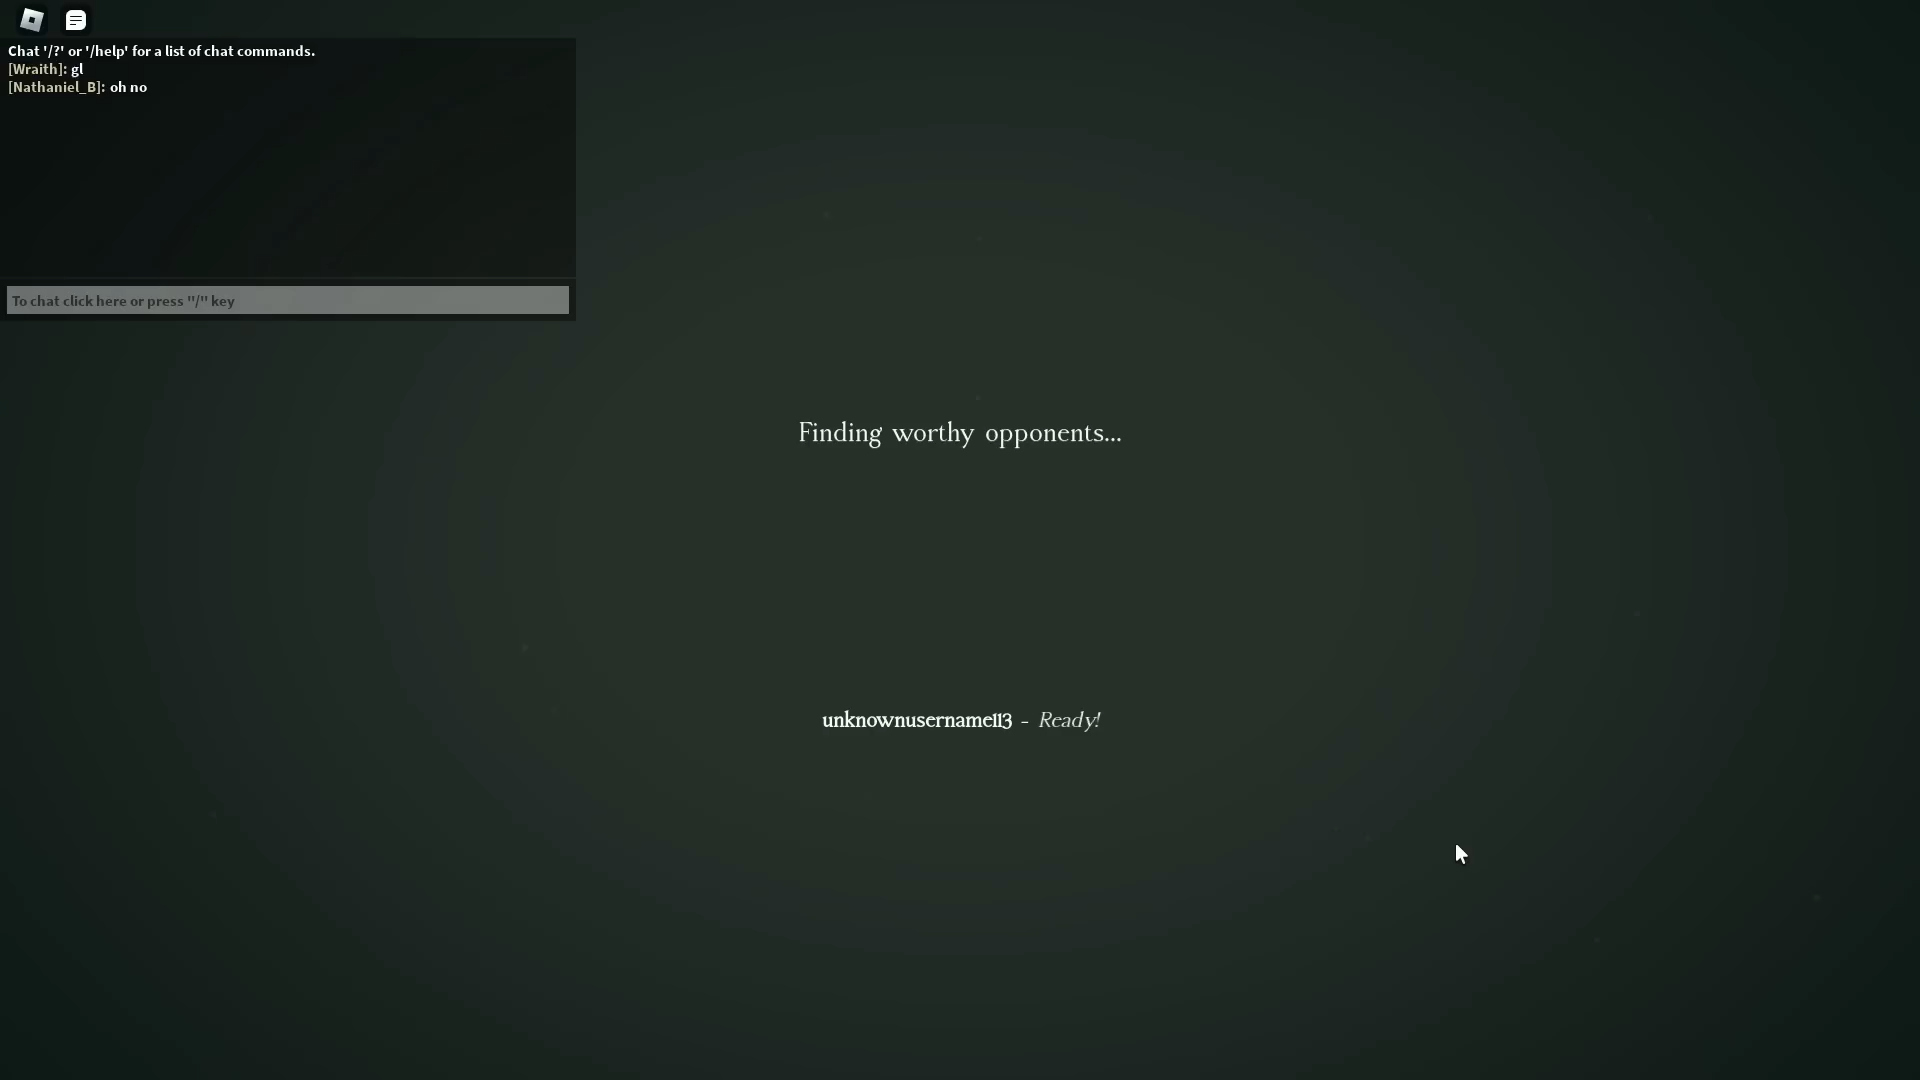 Chat '/?' or '/help' for a list of chat commands.
[Wraith]: gl
[Nathaniel_B]: oh no
To chat click here or press "/" key
Finding worthy opponents...
unknownusername113 - Ready!